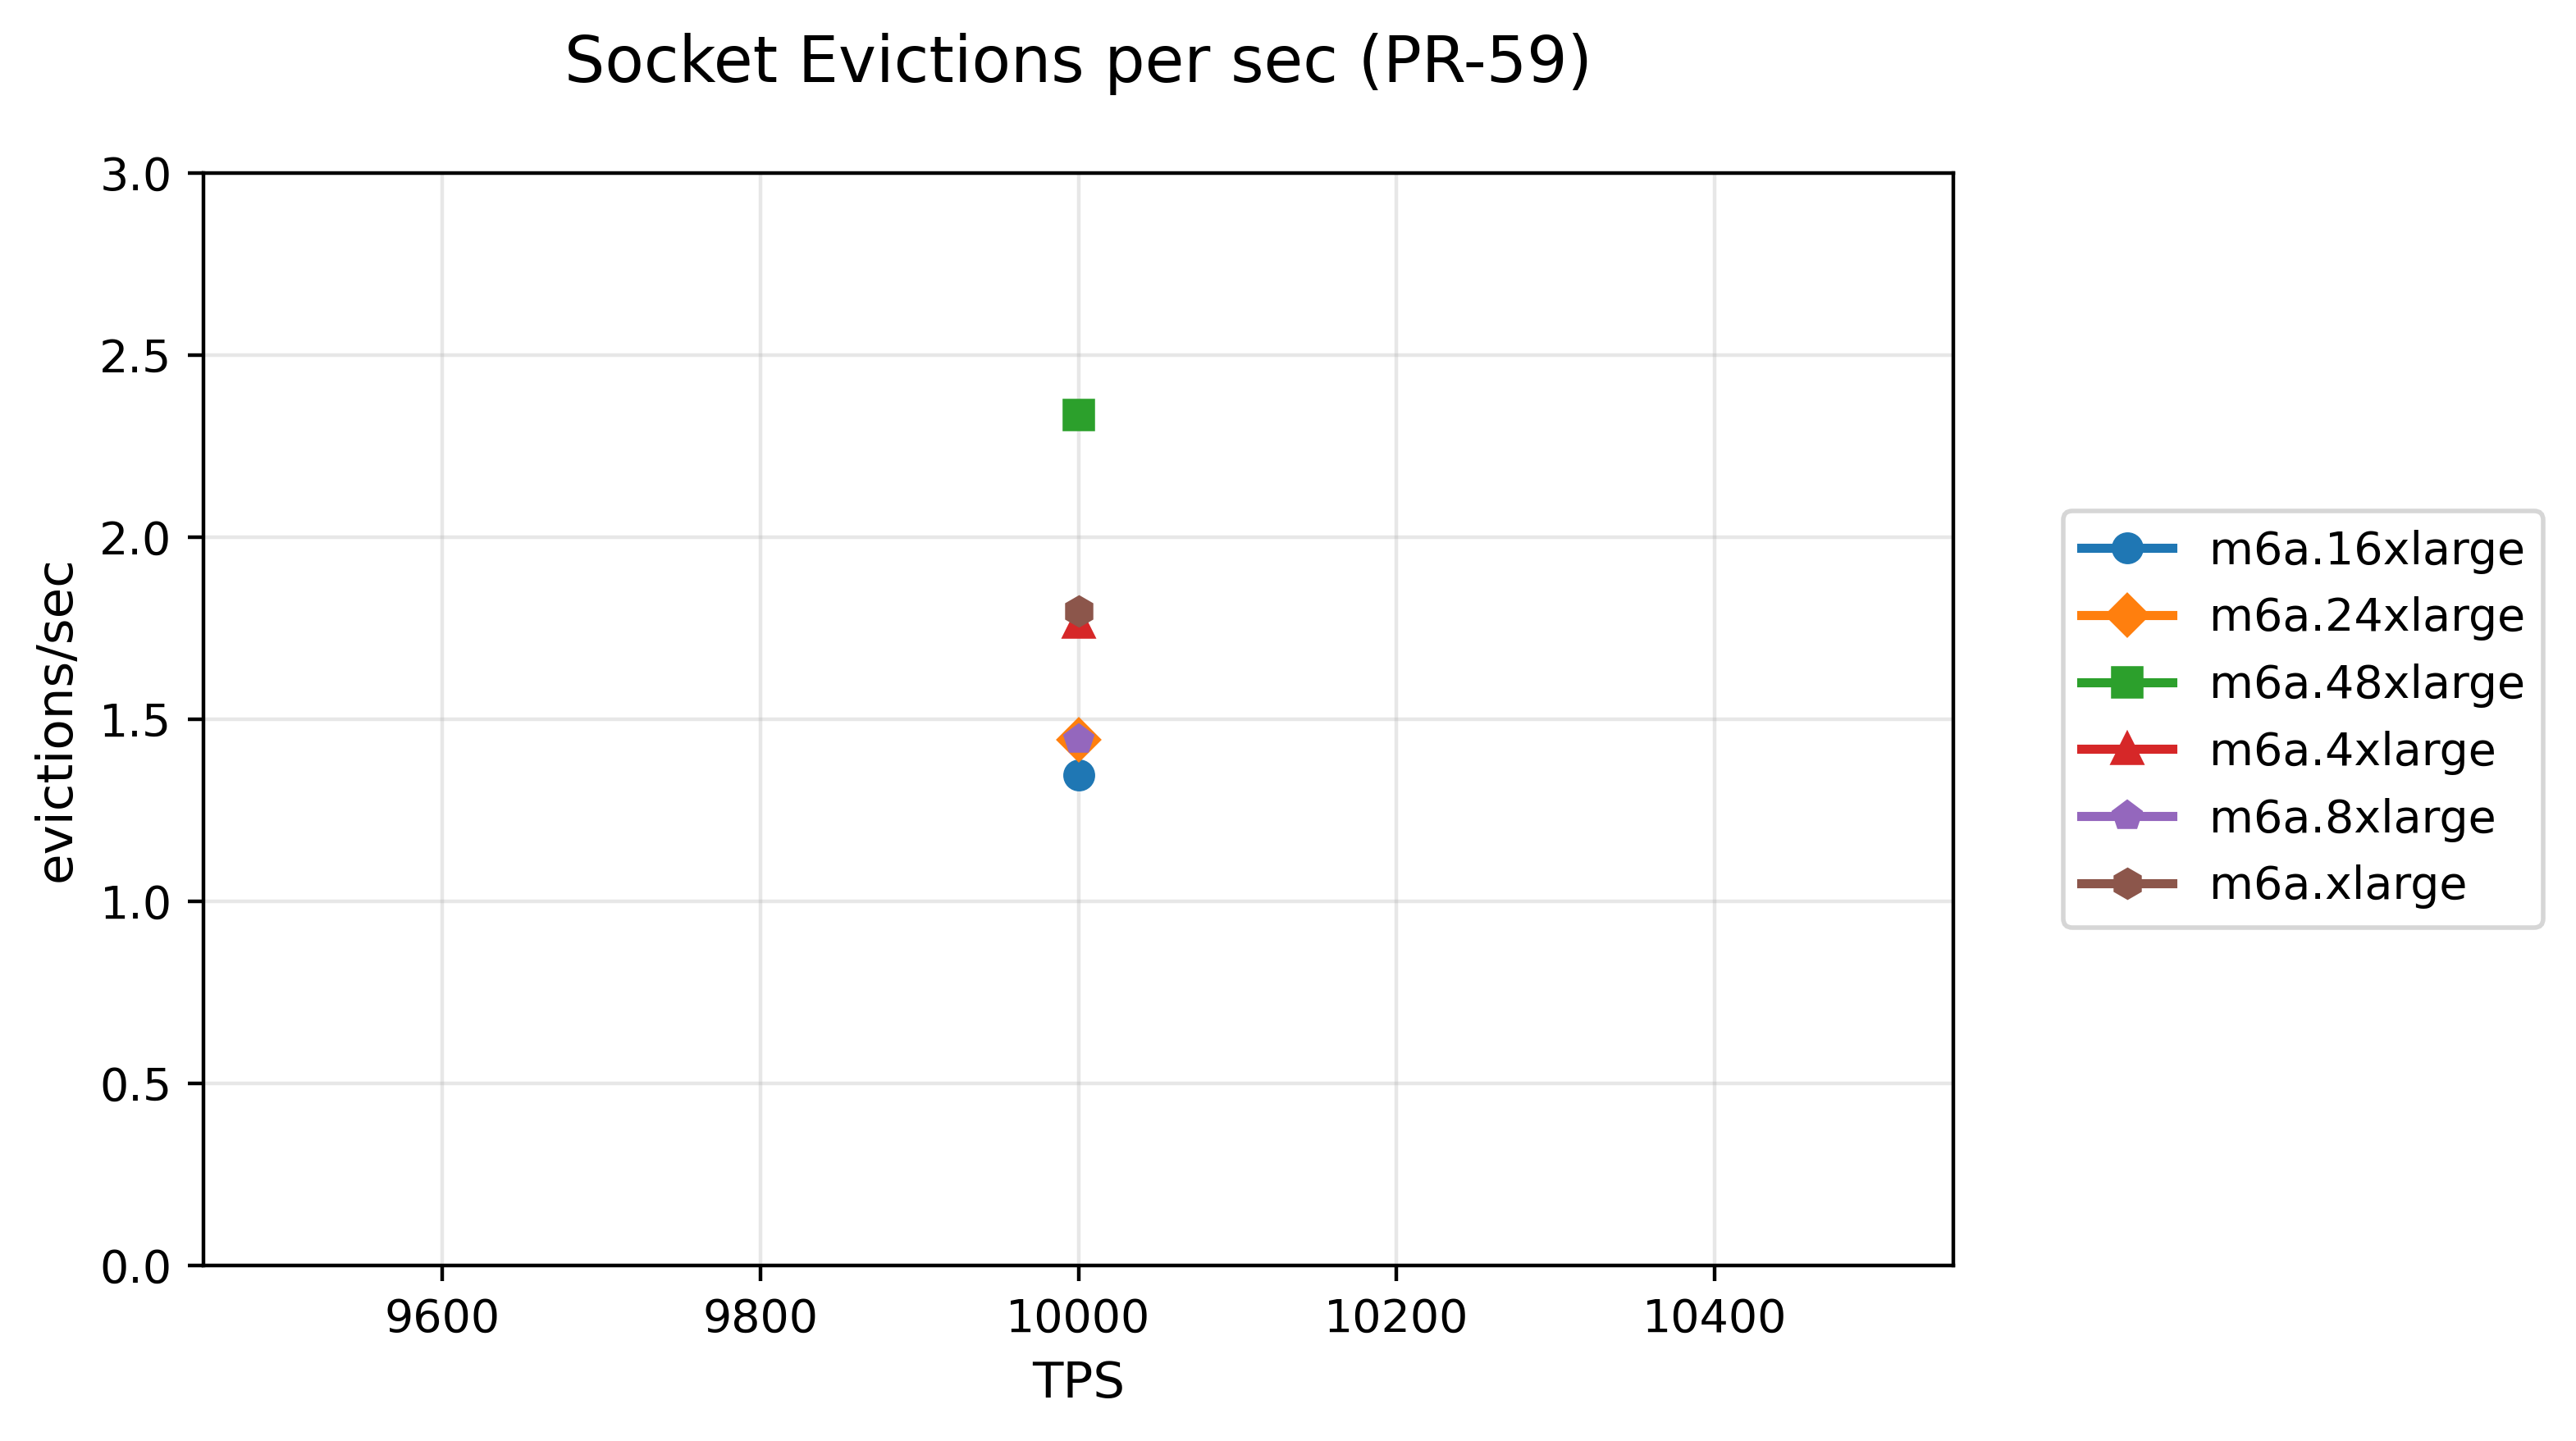 Socket Evictions per sec (PR-59)
3.0
2.5
2.0
1.5
1.0
0.5
0.0
evictions/sec
9600 9800 10000 10200 10400
TPS
m6a.16xlarge
m6a.24xlarge
m6a.48xlarge
m6a.4xlarge
m6a.8xlarge
m6a.xlarge